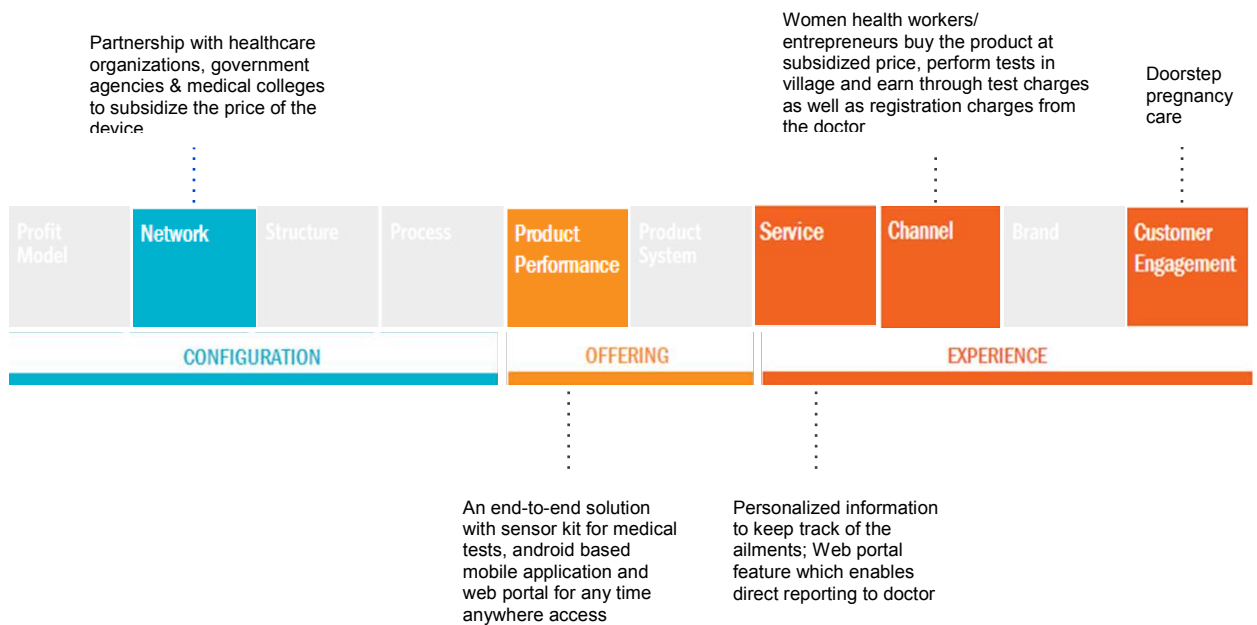 Partnership with healthcare
organizations, government
agencies & medical colleges
to subsidize the price of the
device
Women health workers/
entrepreneurs buy the product at
subsidized price, perform tests in
village and earn through test charges
as well as registration charges from
the doctor
Doorstep
pregnancy
care
Profit
Model
Network
Structure
Process
Product
Performance
Product
System
Service
Channel
Brand
Customer
Engagement
CONFIGURATION
OFFERING
EXPERIENCE
An end-to-end solution
with sensor kit for medical
tests, android based
mobile application and
web portal for any time
anywhere access
Personalized information
to keep track of the
ailments; Web portal
feature which enables
direct reporting to doctor